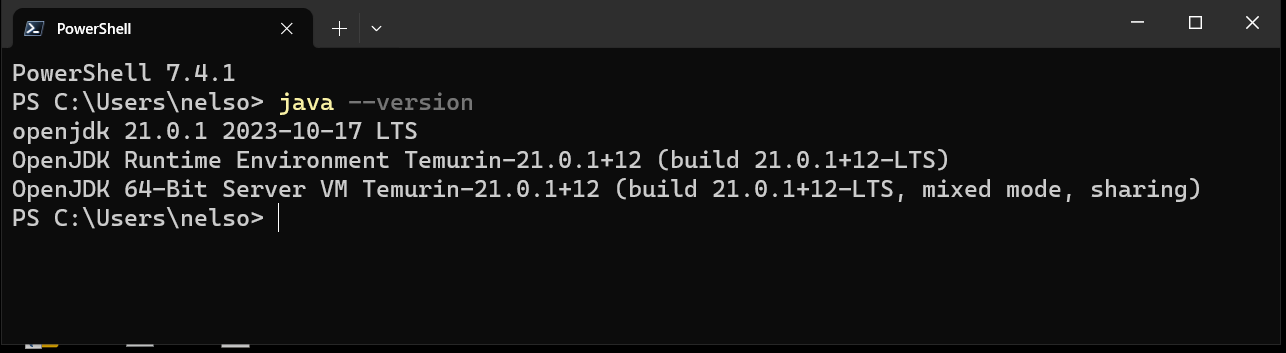 PowerShell
PowerShell 7.4.1
PS C:\Users\nelso> java --version
openjdk 21.0.1 2023-10-17 LTS
OpenJDK Runtime Environment Temurin-21.0.1+12 (build 21.0.1+12-LTS)
OpenJDK 64-Bit Server VM Temurin-21.0.1+12 (build 21.0.1+12-LTS, mixed mode, sharing)
PS C:\Users\nelso>